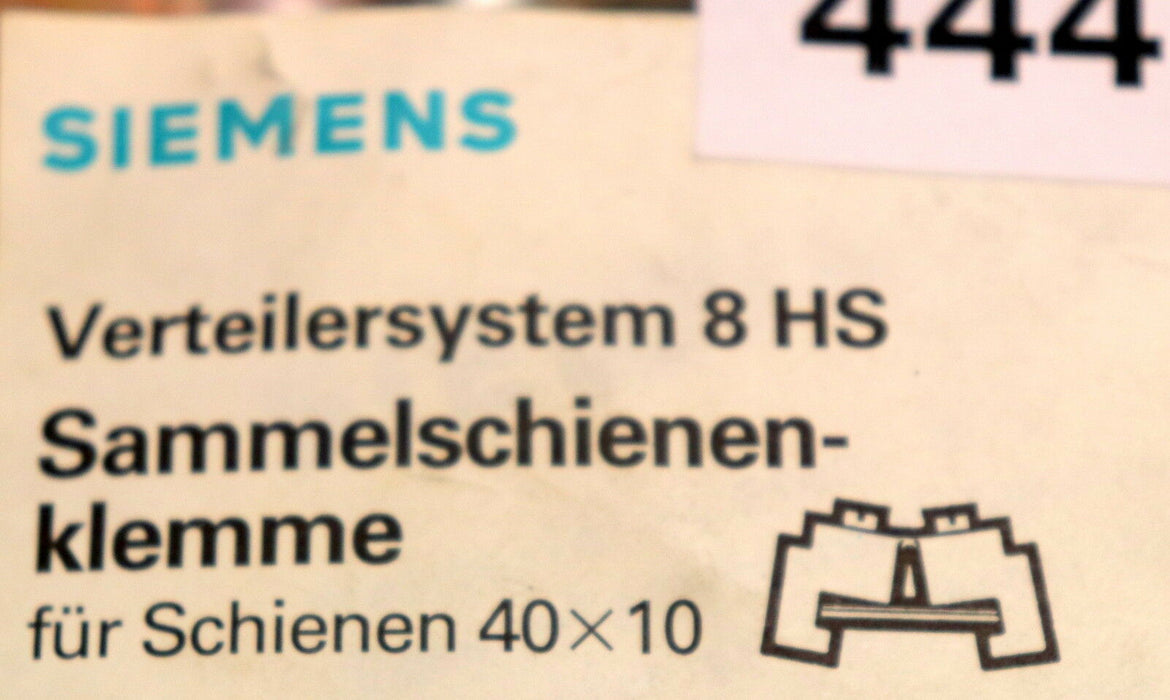 444
SIEMENS
Verteilersystem 8 HS
Sammelschienen-
klemme
für Schienen 40×10